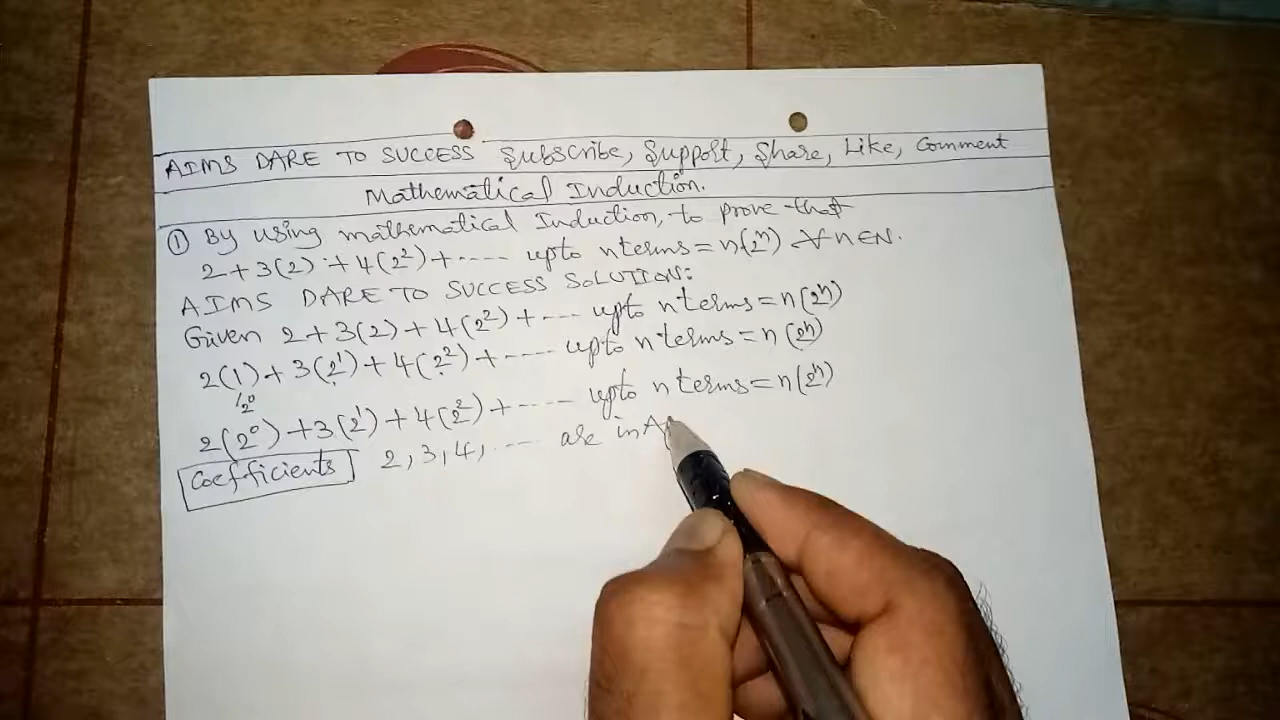 AIMS DARE TO SUCCESS Subscribe, Support, Share, Like, Comment
Mathematical Induction.
① By using mathematical Induction, to prove that
2+3(2)+4(2²)+---- upto n terms = n(2ⁿ) ∀ n∈N.
AIMS DARE TO SUCCESS SOLUTION:
Given 2+3(2)+4(2²)+---- upto n terms = n(2ⁿ)
2(1)+3(2¹)+4(2²)+---- upto n terms = n(2ⁿ)
2⁰
2(2⁰)+3(2¹)+4(2²)+---- upto n terms = n(2ⁿ)
Coefficients 2,3,4,---- are in A